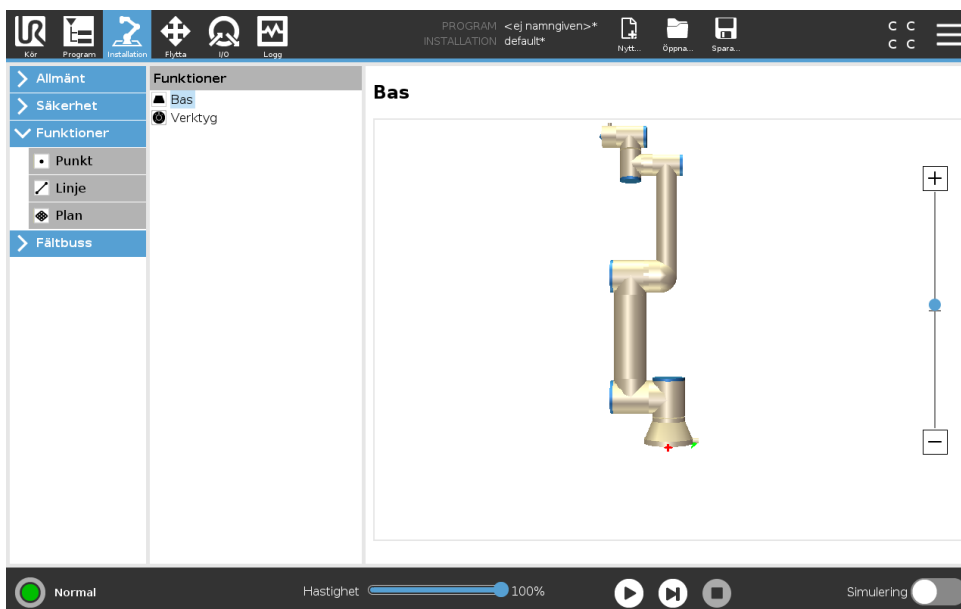 UR
PROGRAM <ej namngiven>*
INSTALLATION default*
C C
C C
Kör Program Installation Flytta I/O Logg
Nytt... Öppna... Spara...
Allmänt
Säkerhet
Funktioner
Punkt
Linje
Plan
Fältbuss
Funktioner
Bas
Verktyg
Bas
Normal
Hastighet
100%
Simulering